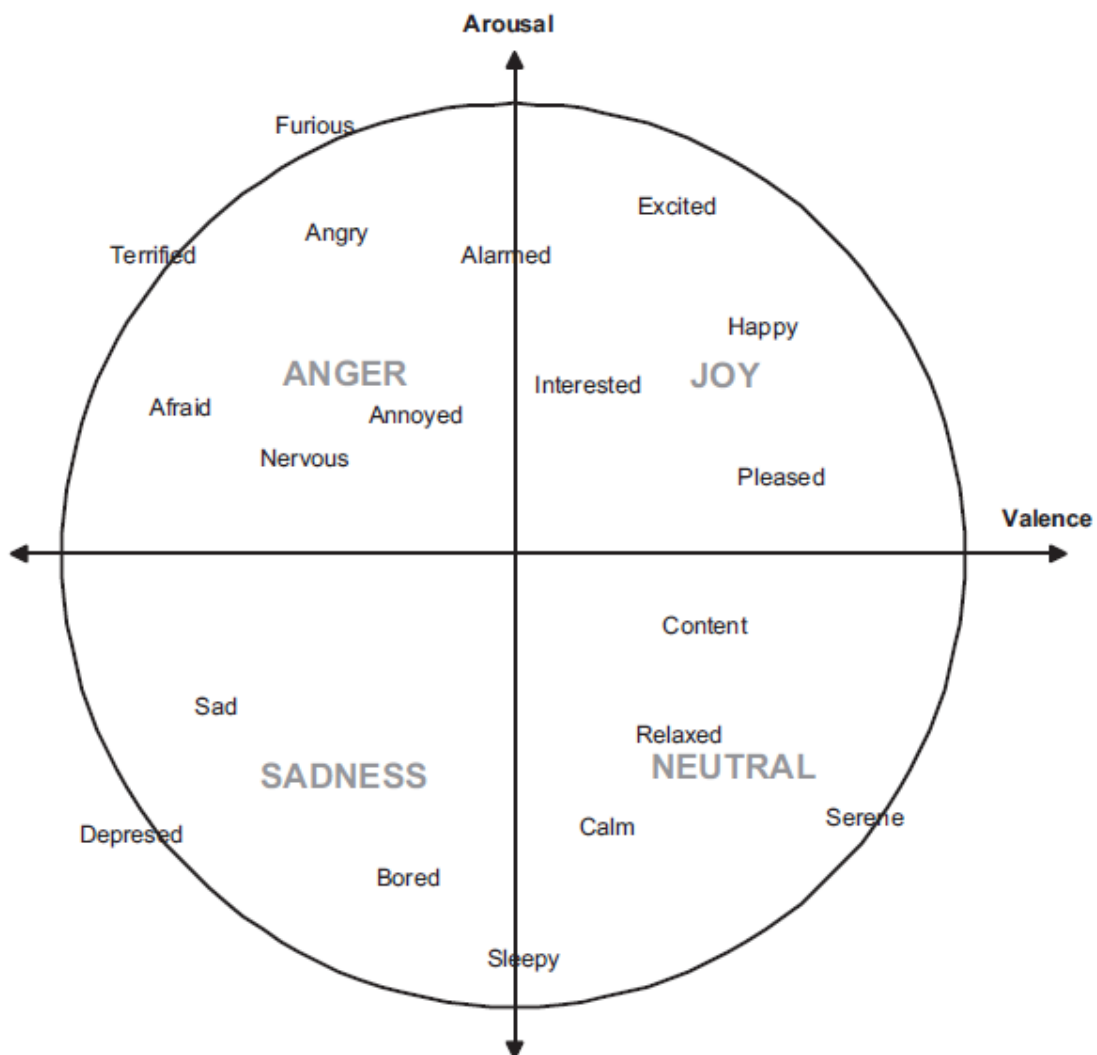 Arousal
Furious
Excited
Angry
Terrified
Alarmed
Happy
ANGER
Interested
JOY
Afraid
Annoyed
Nervous
Pleased
Valence
Content
Sad
Relaxed
SADNESS
NEUTRAL
Depresed
Calm
Serene
Bored
Sleepy